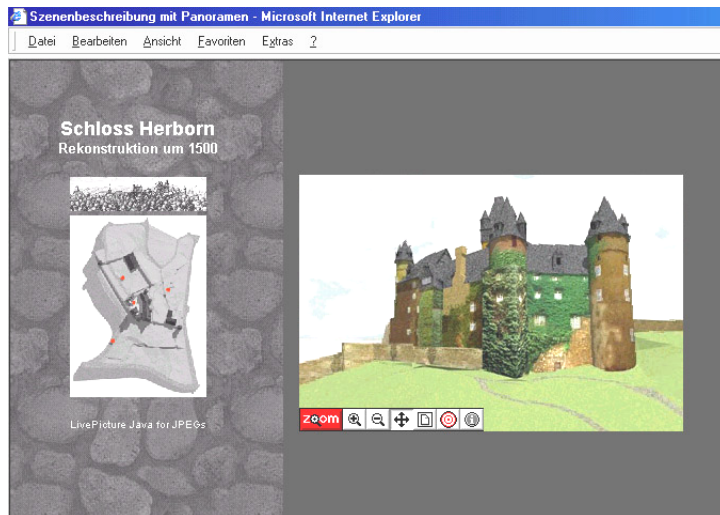 Szenenbeschreibung mit Panoramen - Microsoft Internet Explorer
Datei Bearbeiten Ansicht Favoriten Extras ?
Schloss Herborn
Rekonstruktion um 1500
LivePicture Java for JPEGs
zoom